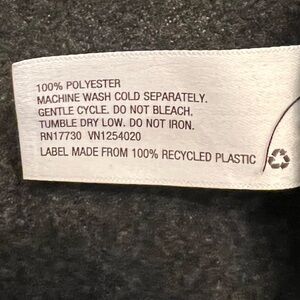 100% POLYESTER
MACHINE WASH COLD SEPARATELY.
GENTLE CYCLE. DO NOT BLEACH.
TUMBLE DRY LOW. DO NOT IRON.
RN17730 VN1254020
LABEL MADE FROM 100% RECYCLED PLASTIC